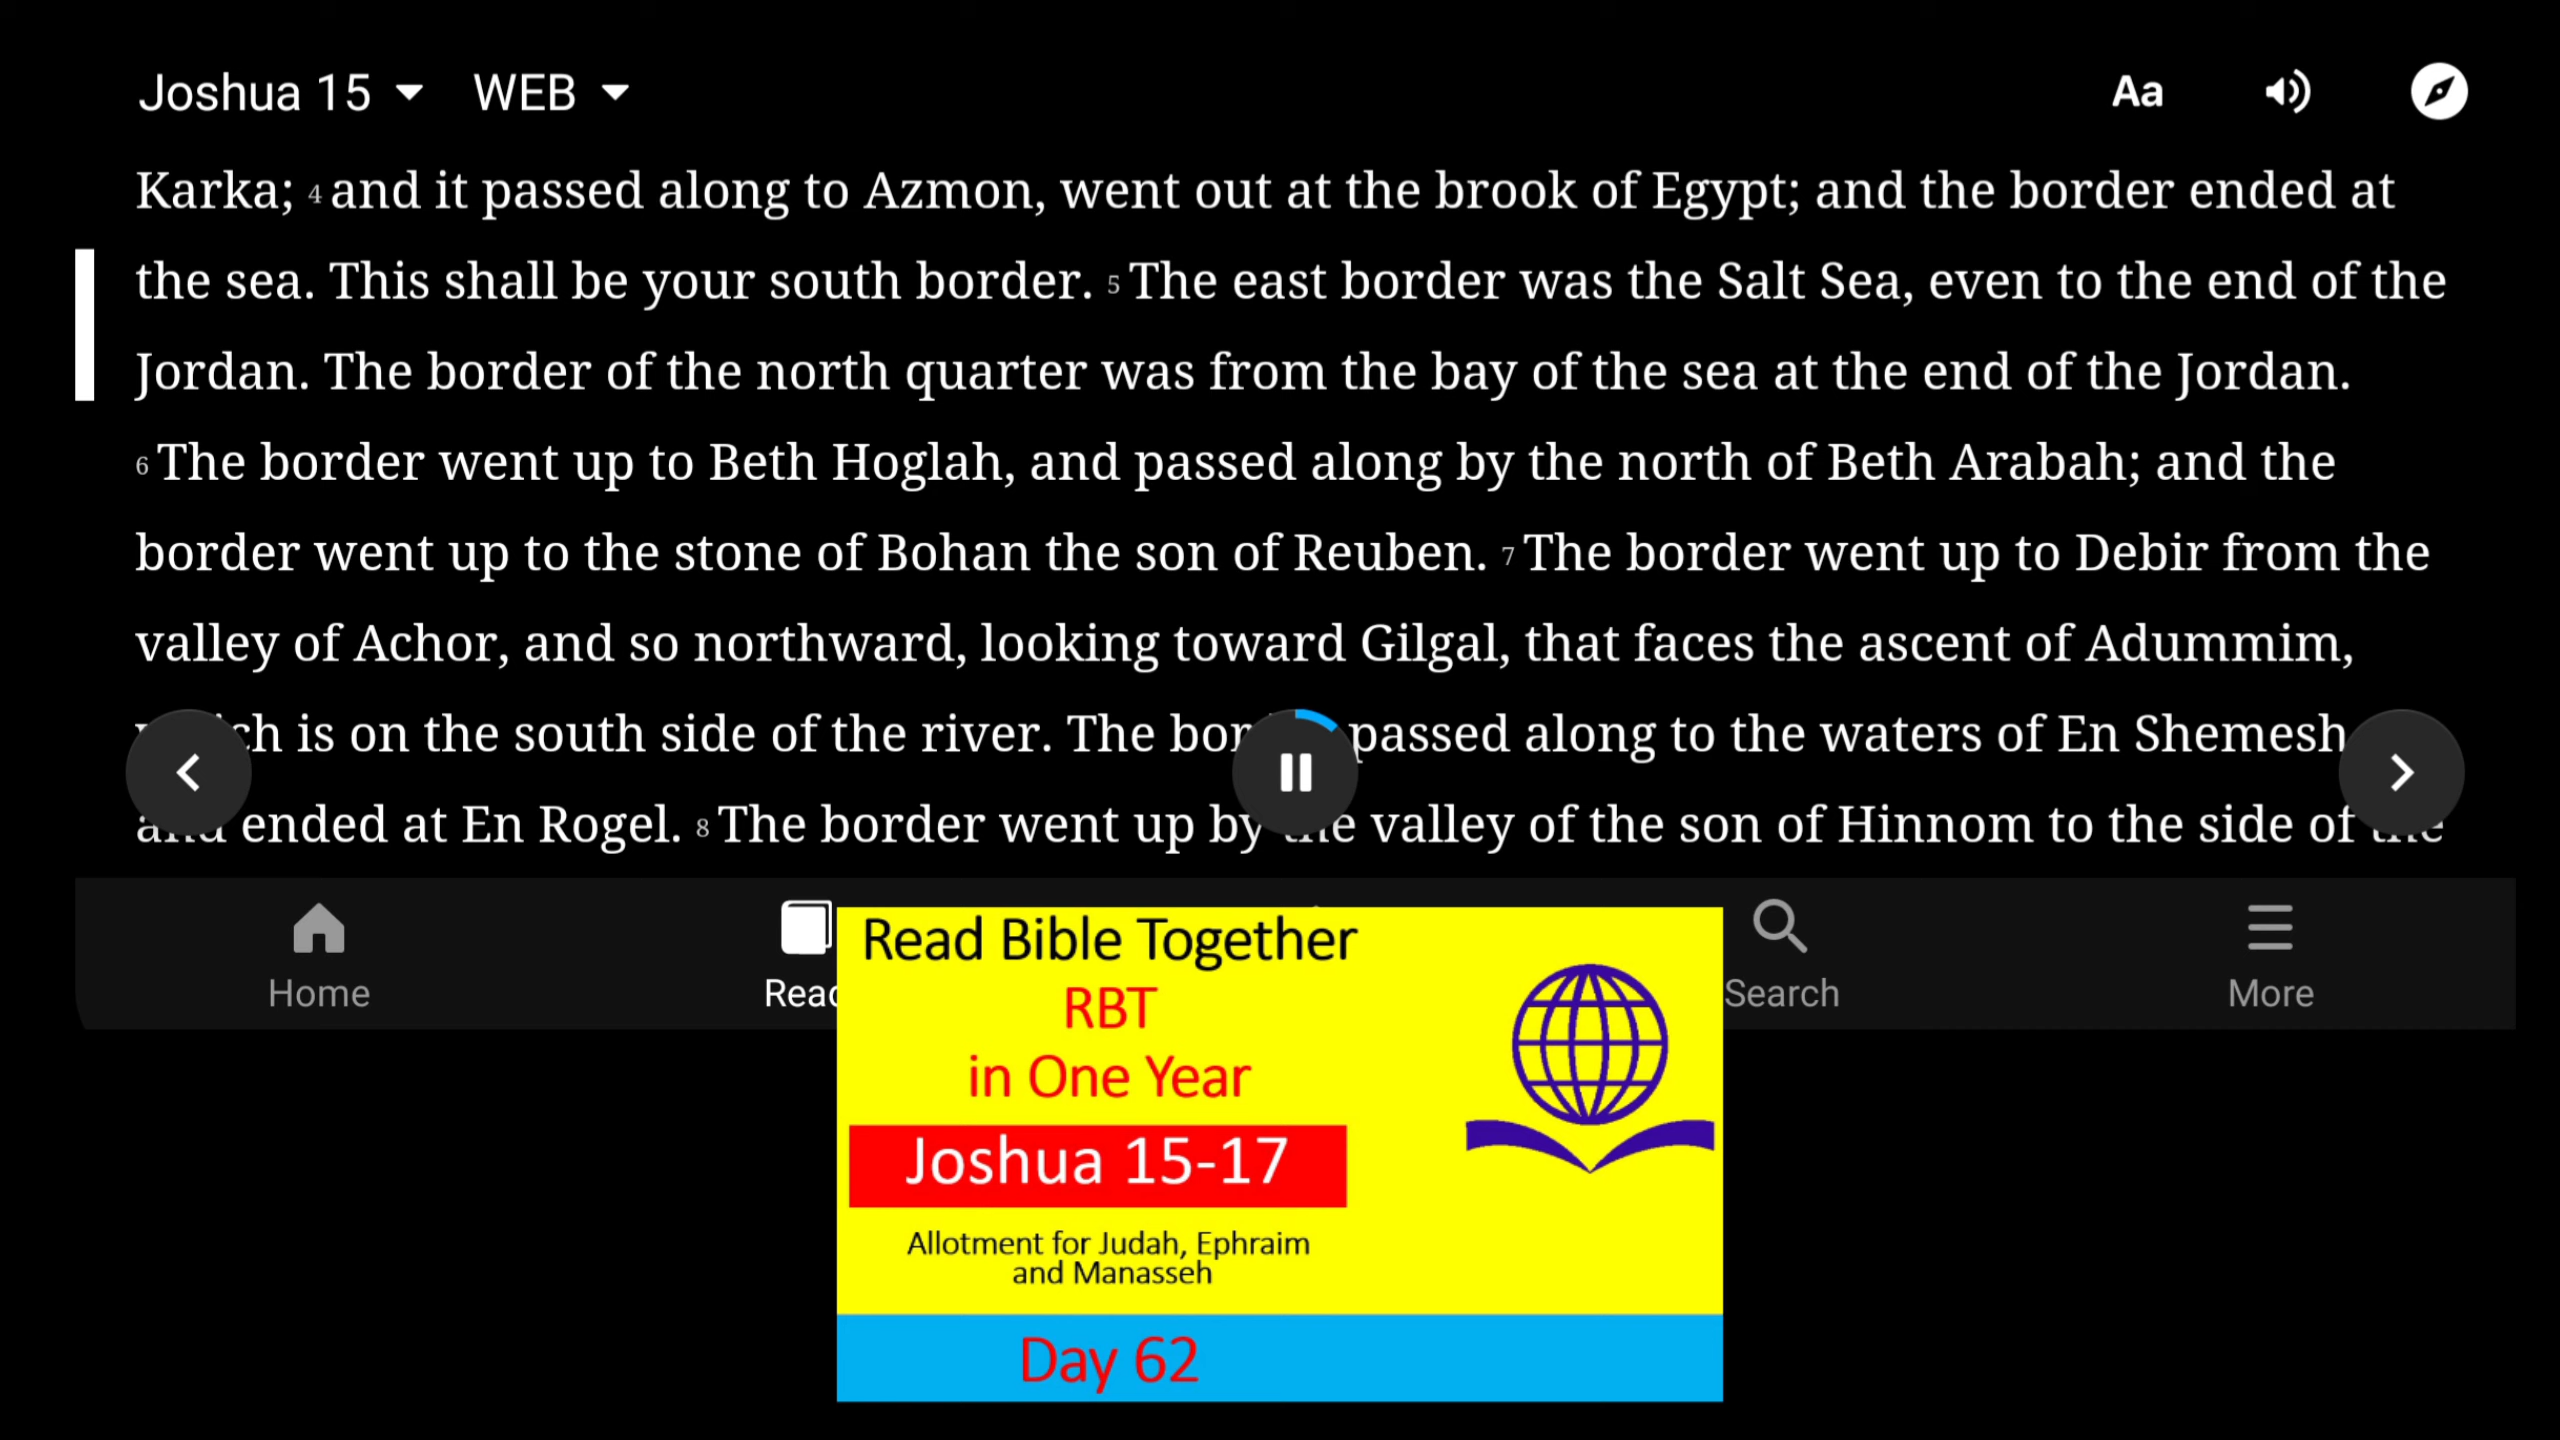 Joshua 15 WEB Aa
Karka; 4 and it passed along to Azmon, went out at the brook of Egypt; and the border ended at
the sea. This shall be your south border. 5 The east border was the Salt Sea, even to the end of the
Jordan. The border of the north quarter was from the bay of the sea at the end of the Jordan.
6 The border went up to Beth Hoglah, and passed along by the north of Beth Arabah; and the
border went up to the stone of Bohan the son of Reuben. 7 The border went up to Debir from the
valley of Achor, and so northward, looking toward Gilgal, that faces the ascent of Adummim,
is on the south side of the river. The passed along to the waters of En Shemesh
ended at En Rogel. 8 The border went up by the valley of the son of Hinnom to the side of the
Home Read Search More
Read Bible Together
RBT
in One Year
Joshua 15-17
Allotment for Judah, Ephraim
and Manasseh
Day 62